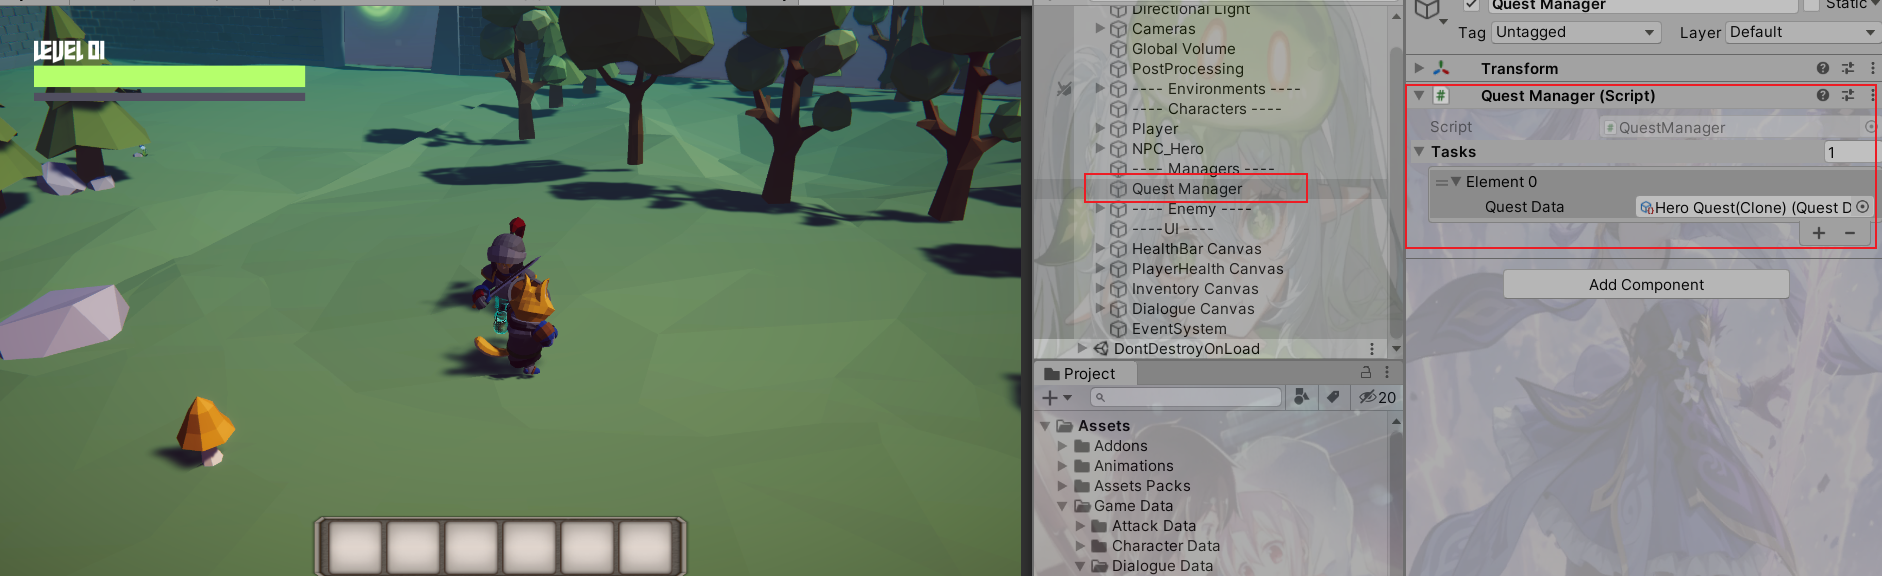 LEVEL 01
Directional Light
Cameras
Global Volume
PostProcessing
---- Environments ----
---- Characters ----
Player
NPC_Hero
---- Managers ----
Quest Manager
---- Enemy ----
----UI ----
HealthBar Canvas
PlayerHealth Canvas
Inventory Canvas
Dialogue Canvas
EventSystem
DontDestroyOnLoad
Project
20
Assets
Addons
Animations
Assets Packs
Game Data
Attack Data
Character Data
Dialogue Data
Quest Manager
Static
Tag Untagged Layer Default
Transform
# Quest Manager (Script)
Script # QuestManager
Tasks 1
Element 0
Quest Data Hero Quest(Clone) (Quest D
Add Component